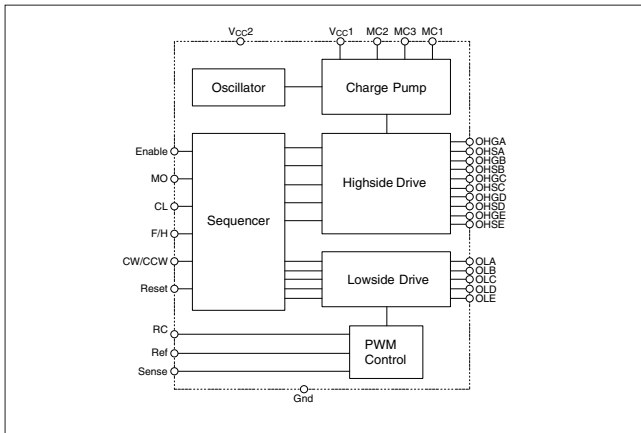 VCC2
VCC1 MC2 MC3 MC1
Oscillator
Charge Pump
Enable
MO
CL
F/H
CW/CCW
Reset
Sequencer
Highside Drive
OHGA
OHSA
OHGB
OHSB
OHGC
OHSC
OHGD
OHSD
OHGE
OHSE
Lowside Drive
OLA
OLB
OLC
OLD
OLE
RC
Ref
Sense
PWM
Control
Gnd